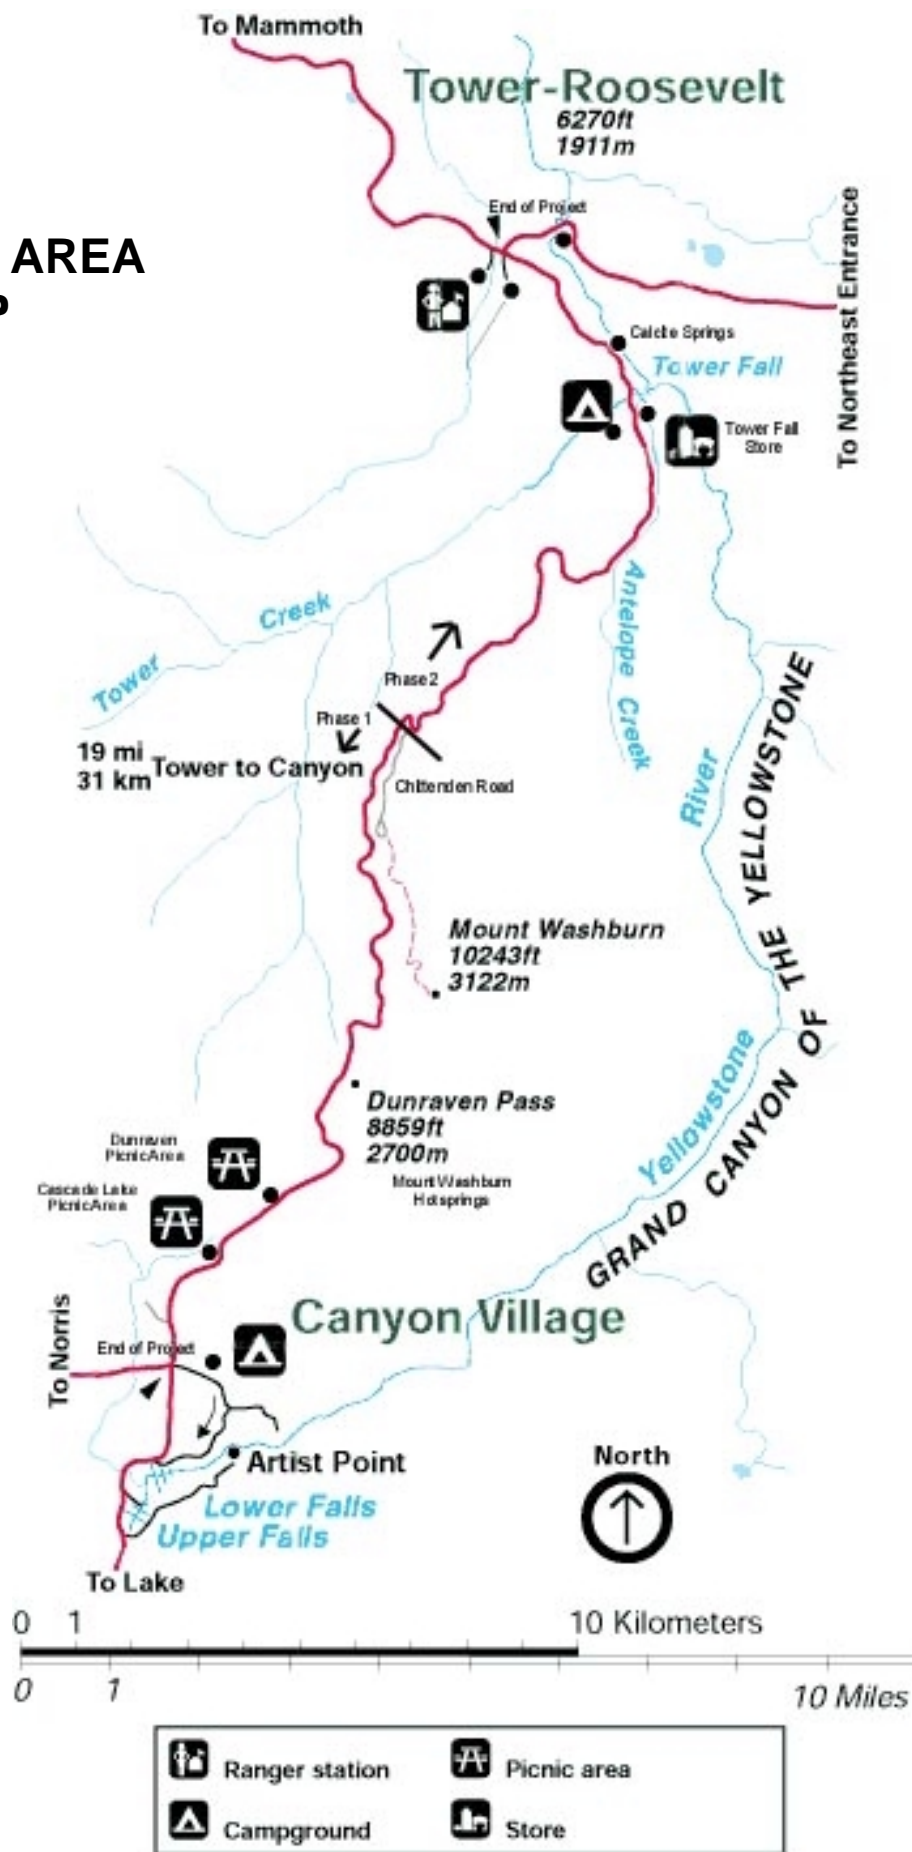 To Mammoth
Tower-Roosevelt
6270ft
1911m
End of Project
AREA
To Northeast Entrance
Calcite Springs
Tower Fall
Tower Fall
Store
Antelope Creek
Creek
Tower
Phase 2
Phase 1
19 mi
31 km
Tower to Canyon
Chittenden Road
River
GRAND CANYON OF THE YELLOWSTONE
Mount Washburn
10243ft
3122m
Yellowstone
Dunraven Pass
8859ft
2700m
Dunraven
Picnic Area
Mount Washburn
Hotsprings
Cascade Lake
Picnic Area
Canyon Village
To Norris
End of Project
Artist Point
North
Lower Falls
Upper Falls
To Lake
0 1 10 Kilometers
0 1 10 Miles
Ranger station
Picnic area
Campground
Store